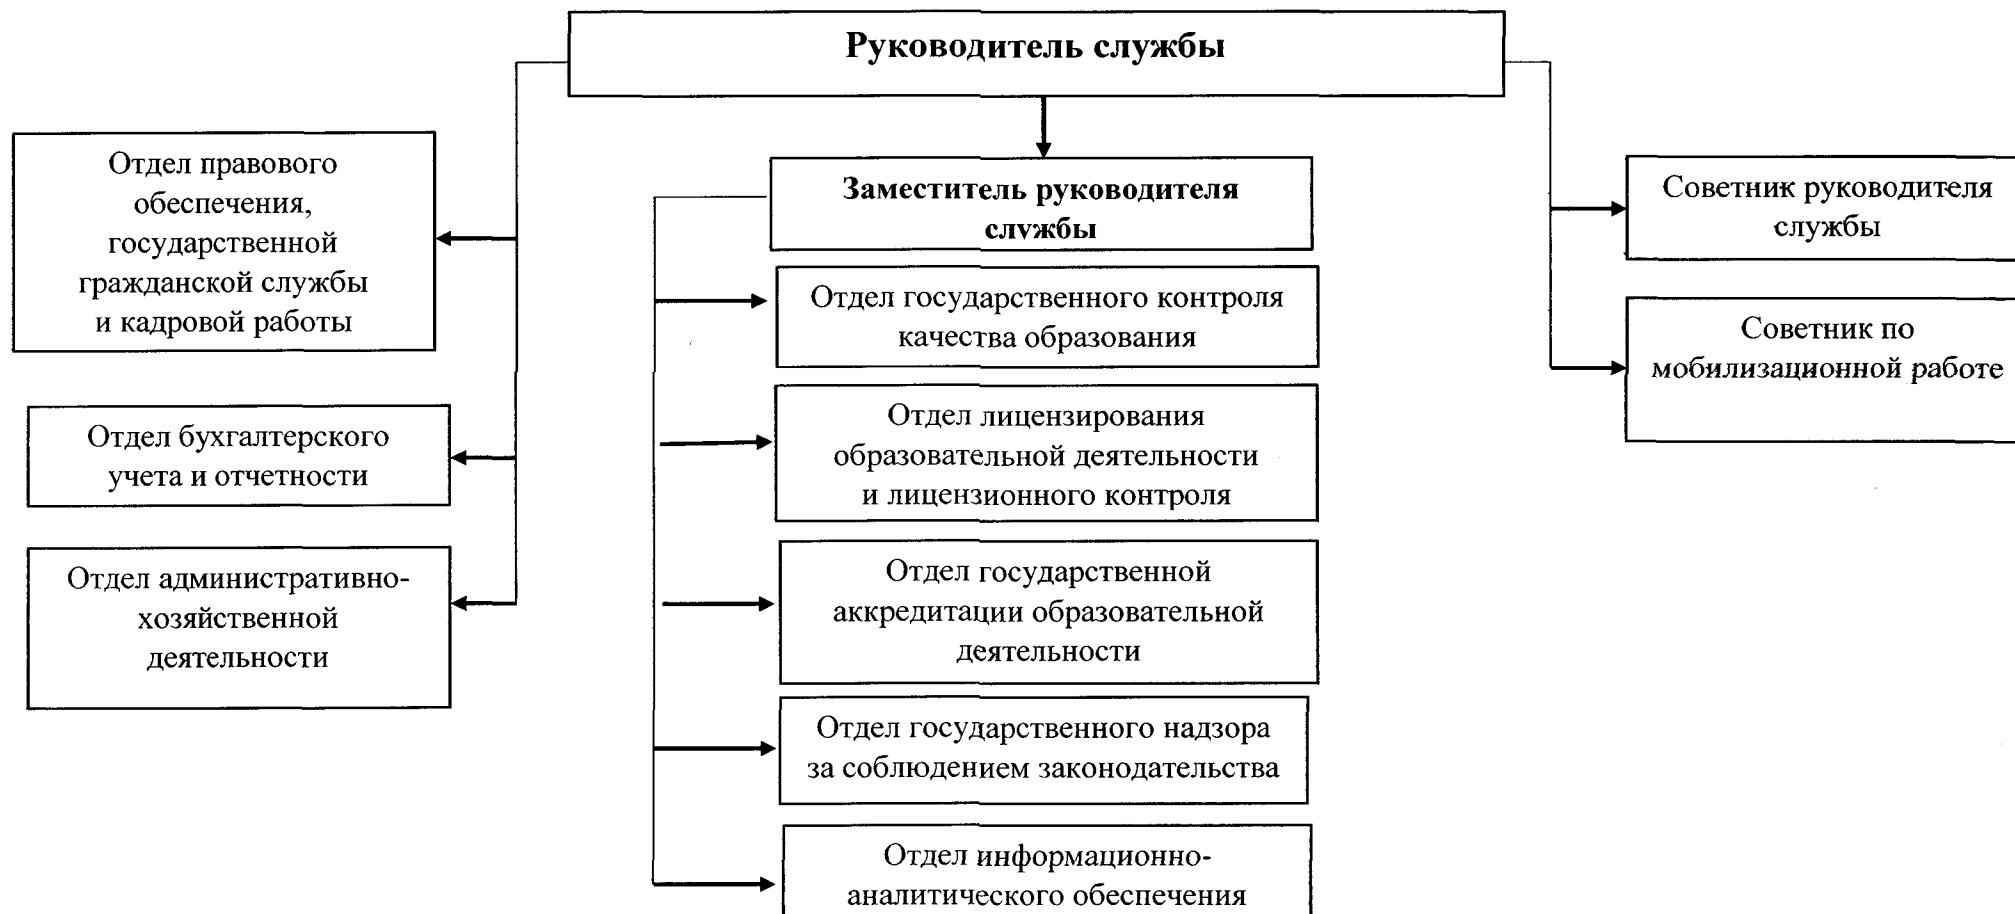 Руководитель службы
Отдел правового
обеспечения,
государственной
гражданской службы
и кадровой работы
Отдел бухгалтерского
учета и отчетности
Отдел административно-
хозяйственной
деятельности
Заместитель руководителя
службы
Отдел государственного контроля
качества образования
Отдел лицензирования
образовательной деятельности
и лицензионного контроля
Отдел государственной
аккредитации образовательной
деятельности
Отдел государственного надзора
за соблюдением законодательства
Отдел информационно-
аналитического обеспечения
Советник руководителя
службы
Советник по
мобилизационной работе